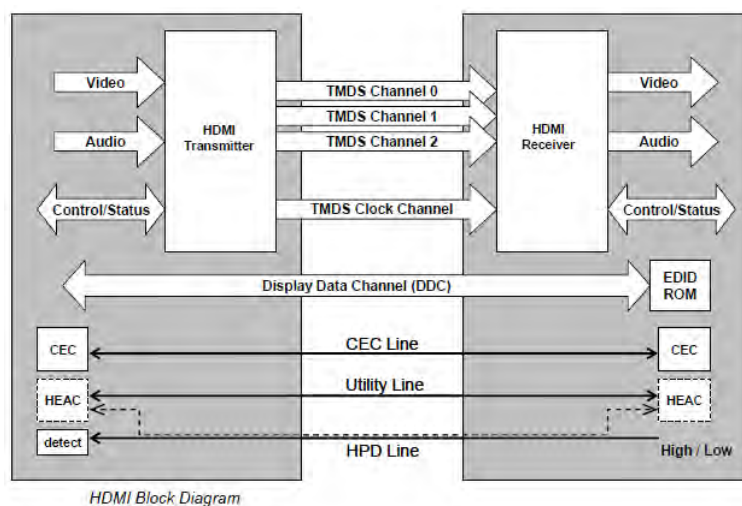 Video
Audio
Control/Status
HDMI
Transmitter
TMDS Channel 0
TMDS Channel 1
TMDS Channel 2
TMDS Clock Channel
HDMI
Receiver
Video
Audio
Control/Status
Display Data Channel (DDC)
EDID
ROM
CEC
CEC Line
CEC
HEAC
Utility Line
HEAC
detect
HPD Line
High / Low
HDMI Block Diagram